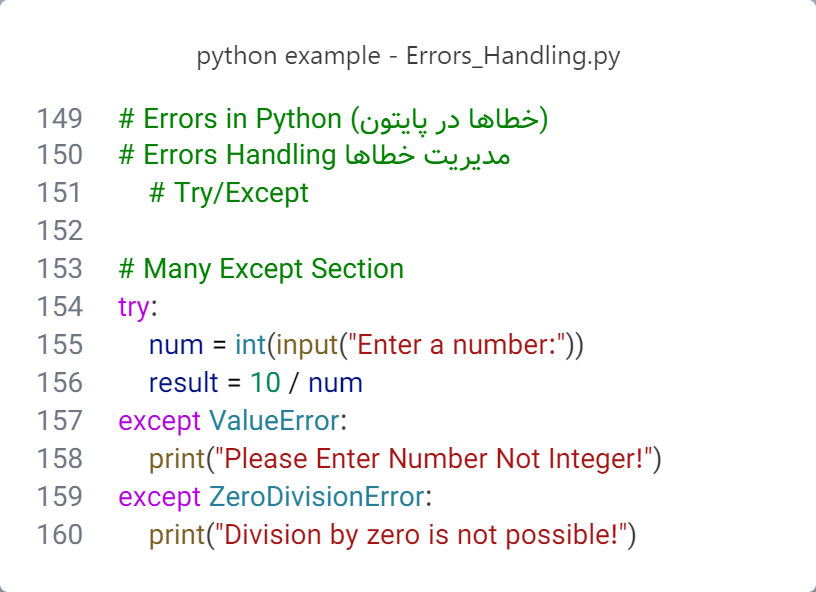 python example - Errors_Handling.py
149 # Errors in Python (خطاها در پایتون)
150 # Errors Handling مدیریت خطاها
151     # Try/Except
152
153 # Many Except Section
154 try:
155     num = int(input("Enter a number:"))
156     result = 10 / num
157 except ValueError:
158     print("Please Enter Number Not Integer!")
159 except ZeroDivisionError:
160     print("Division by zero is not possible!")